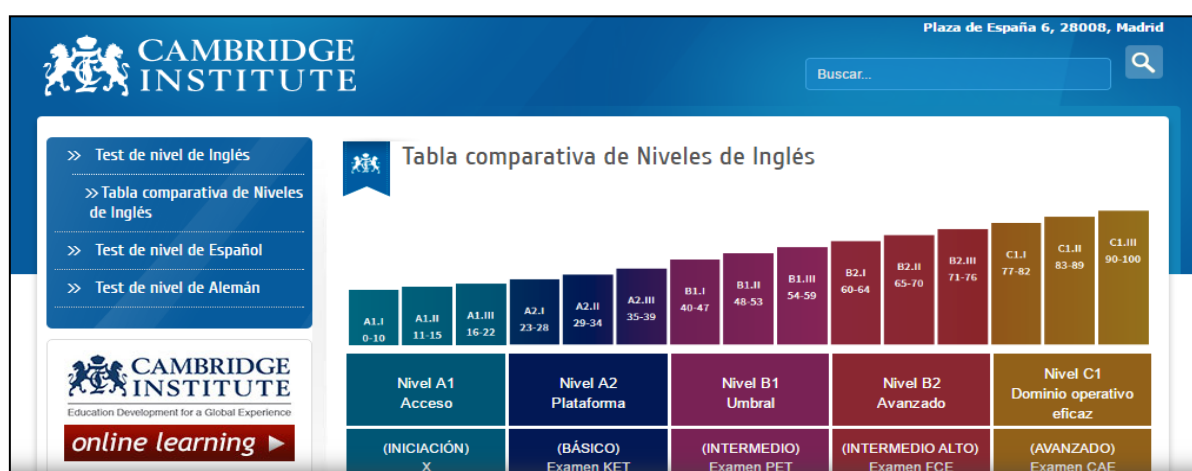 Plaza de España 6, 28008, Madrid
CAMBRIDGE
INSTITUTE
Buscar...
» Test de nivel de Inglés
» Tabla comparativa de Niveles
de Inglés
» Test de nivel de Español
» Test de nivel de Alemán
CAMBRIDGE
INSTITUTE
Education Development for a Global Experience
online learning
Tabla comparativa de Niveles de Inglés
A1.I
0-10
A1.II
11-15
A1.III
16-22
A2.I
23-28
A2.II
29-34
A2.III
35-39
B1.I
40-47
B1.II
48-53
B1.III
54-59
B2.I
60-64
B2.II
65-70
B2.III
71-76
C1.I
77-82
C1.II
83-89
C1.III
90-100
Nivel A1
Acceso
Nivel A2
Plataforma
Nivel B1
Umbral
Nivel B2
Avanzado
Nivel C1
Dominio operativo
eficaz
(INICIACIÓN)
X
(BÁSICO)
Examen KET
(INTERMEDIO)
Examen PET
(INTERMEDIO ALTO)
Examen FCE
(AVANZADO)
Examen CAE